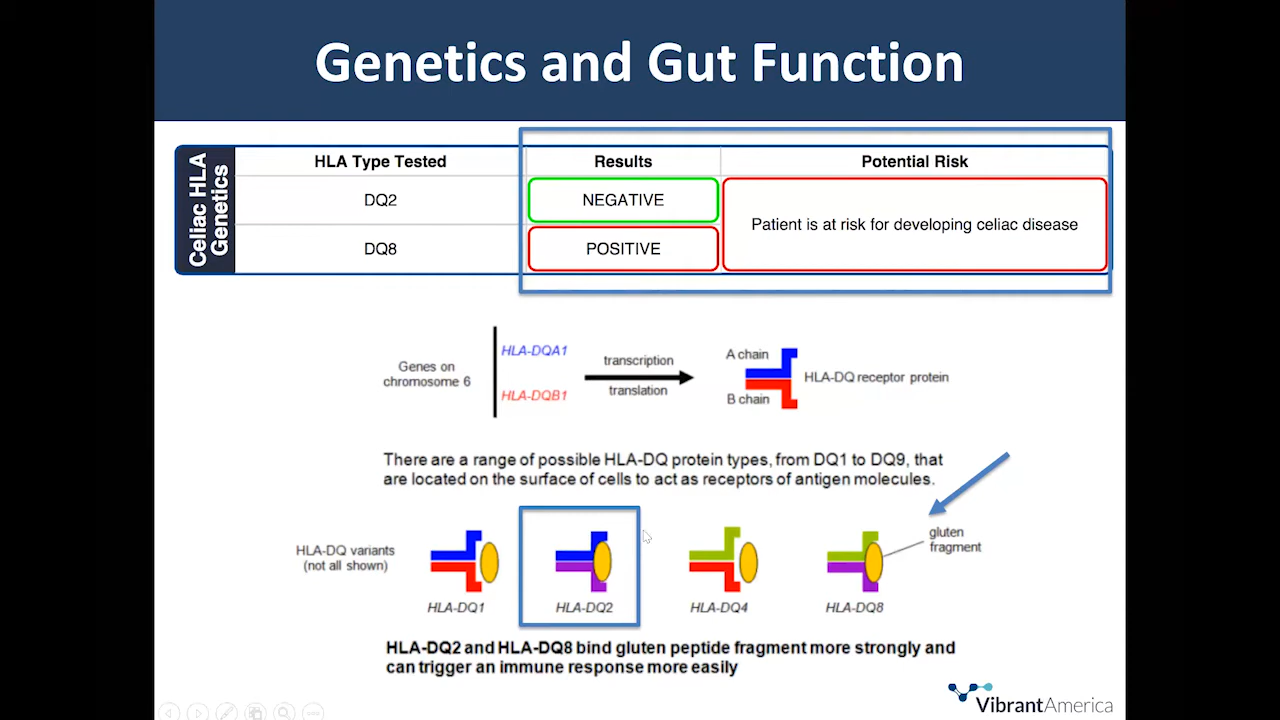 Genetics and Gut Function
Celiac HLA
Genetics
HLA Type Tested
Results
Potential Risk
DQ2
NEGATIVE
Patient is at risk for developing celiac disease
DQ8
POSITIVE
Genes on
chromosome 6
HLA-DQA1
HLA-DQB1
transcription
translation
A chain
B chain
HLA-DQ receptor protein
There are a range of possible HLA-DQ protein types, from DQ1 to DQ9, that
are located on the surface of cells to act as receptors of antigen molecules.
HLA-DQ variants
(not all shown)
gluten
fragment
HLA-DQ1
HLA-DQ2
HLA-DQ4
HLA-DQ8
HLA-DQ2 and HLA-DQ8 bind gluten peptide fragment more strongly and
can trigger an immune response more easily
VibrantAmerica